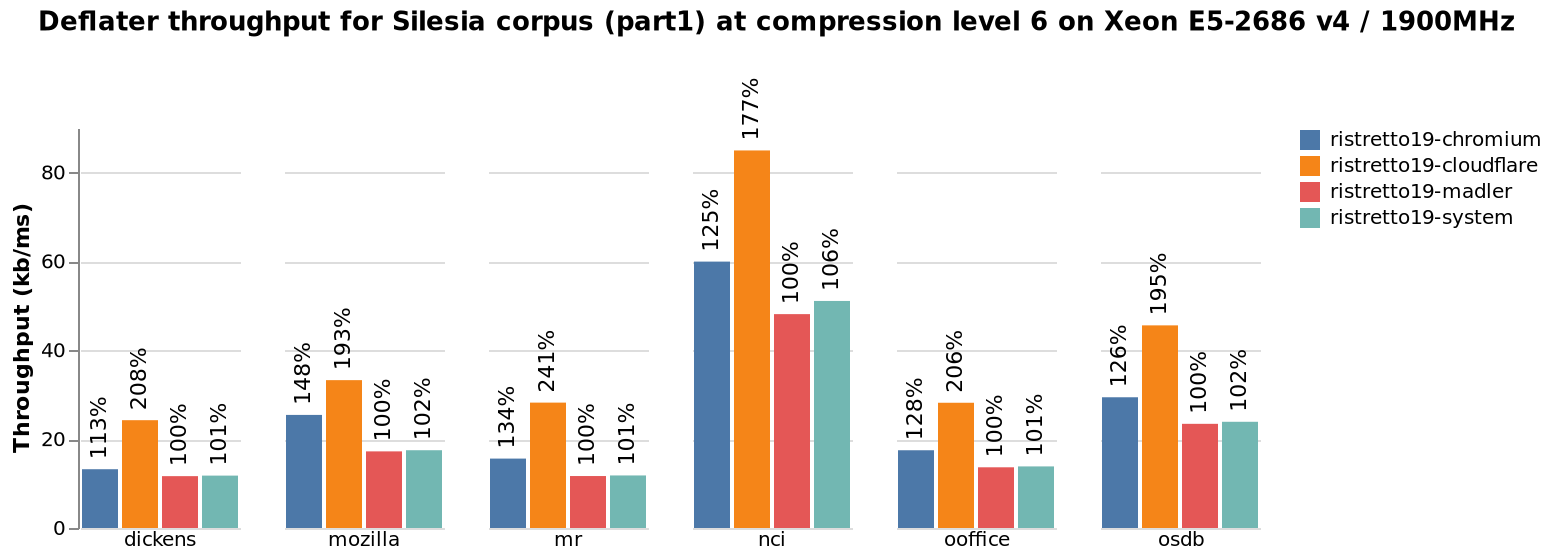 Deflater throughput for Silesia corpus (part1) at compression level 6 on Xeon E5-2686 v4 / 1900MHz
Throughput (kb/ms)
80
60
40
20
0
113%
208%
100%
101%
148%
193%
100%
102%
134%
241%
100%
101%
125%
177%
100%
106%
128%
206%
100%
101%
126%
195%
100%
102%
dickens
mozilla
mr
nci
ooffice
osdb
ristretto19-chromium
ristretto19-cloudflare
ristretto19-madler
ristretto19-system